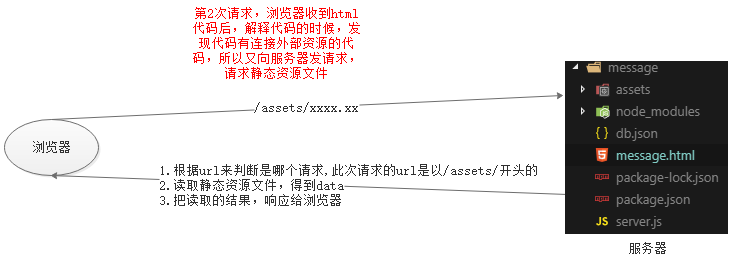 第2次请求，浏览器收到html
代码后，解释代码的时候，发
现代码有连接外部资源的代
码，所以又向服务器发请求，
请求静态资源文件
/assets/xxxx.xx
浏览器
1.根据url来判断是哪个请求,此次请求的url是以/assets/开头的
2.读取静态资源文件，得到data
3.把读取的结果，响应给浏览器
message
assets
node_modules
db.json
message.html
package-lock.json
package.json
JS server.js
服务器